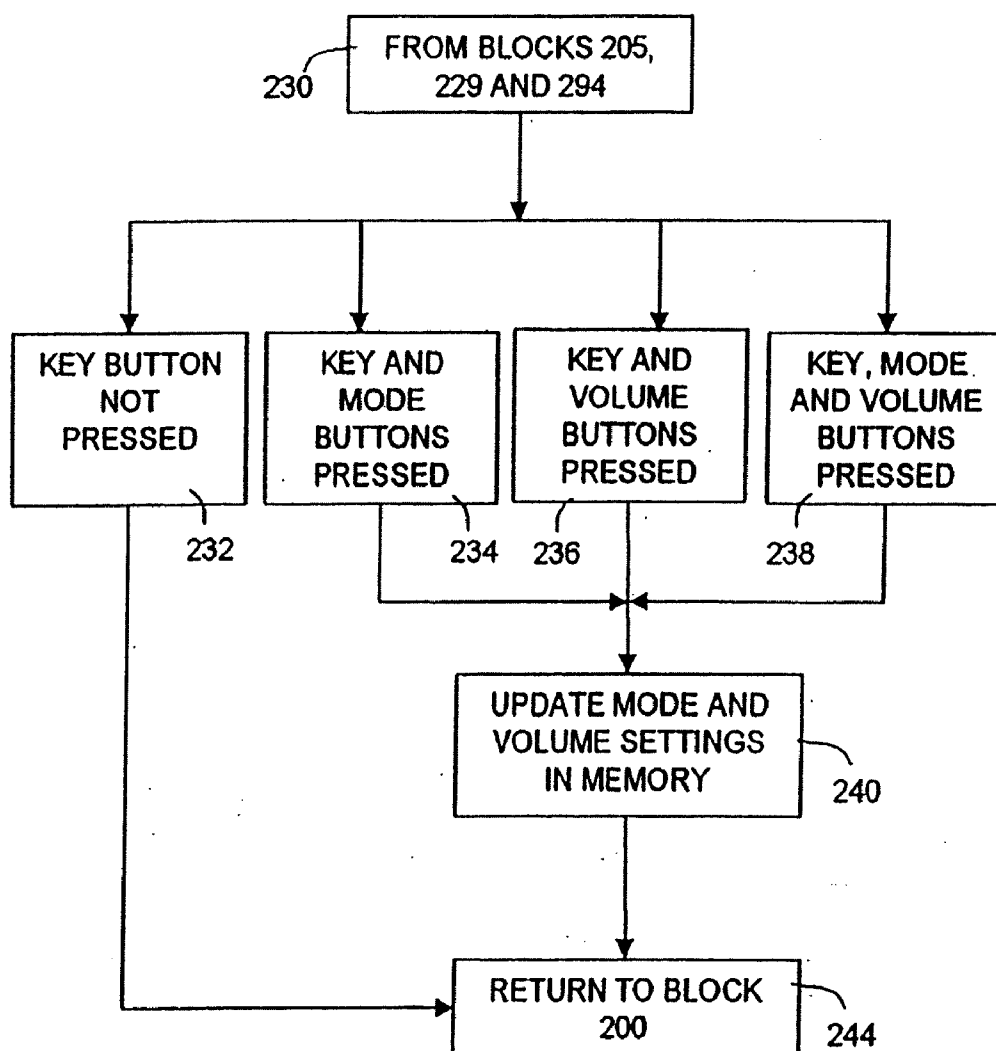 FROM BLOCKS 205,
229 AND 294
230
KEY BUTTON
NOT
PRESSED
232
KEY AND
MODE
BUTTONS
PRESSED
234
KEY AND
VOLUME
BUTTONS
PRESSED
236
KEY, MODE
AND VOLUME
BUTTONS
PRESSED
238
UPDATE MODE AND
VOLUME SETTINGS
IN MEMORY
240
RETURN TO BLOCK
200
244